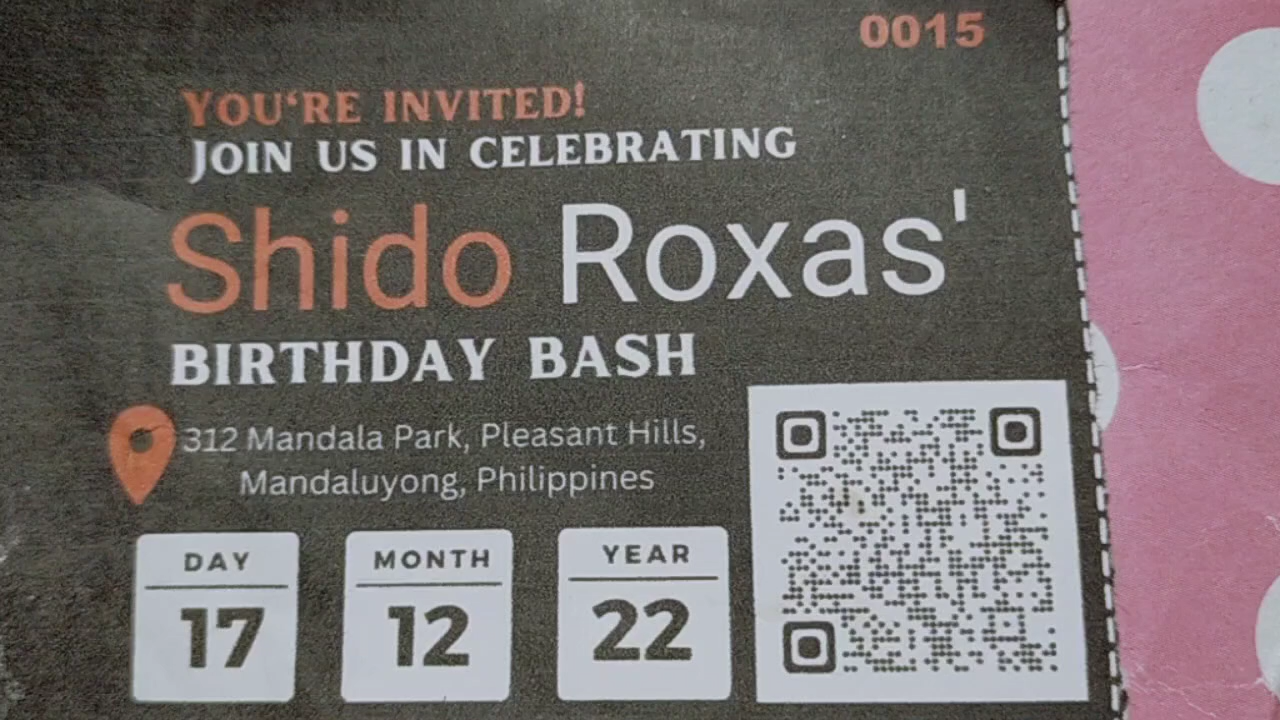 0015
YOU'RE INVITED!
JOIN US IN CELEBRATING
Shido Roxas'
BIRTHDAY BASH
312 Mandala Park, Pleasant Hills,
Mandaluyong, Philippines
DAY MONTH YEAR
17 12 22